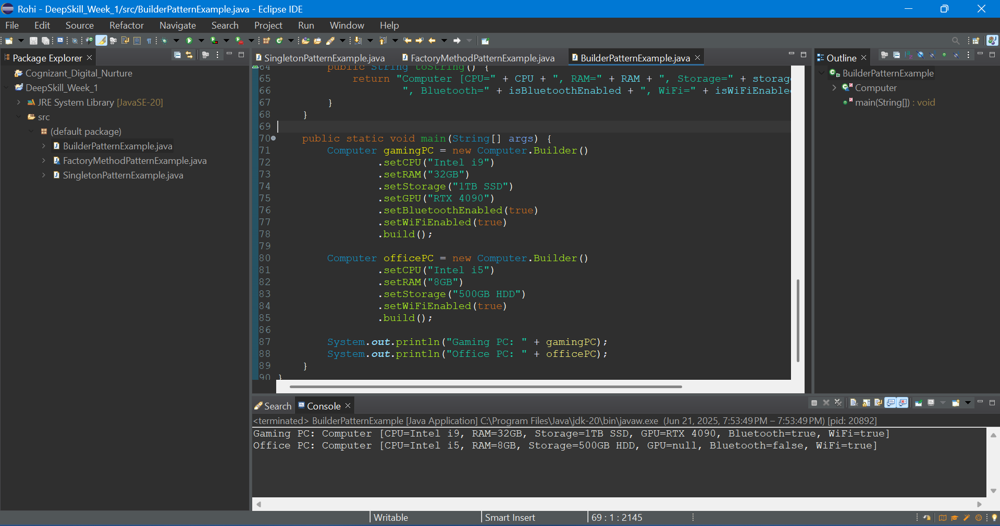 Rohi - DeepSkill_Week_1/src/BuilderPatternExample.java - Eclipse IDE
File Edit Source Refactor Navigate Search Project Run Window Help
Package Explorer
Cognizant_Digital_Nurture
DeepSkill_Week_1
JRE System Library [JavaSE-20]
src
(default package)
BuilderPatternExample.java
FactoryMethodPatternExample.java
SingletonPatternExample.java
SingletonPatternExample.java FactoryMethodPatternExample.java BuilderPatternExample.java
64 public String toString() {
65 return "Computer [CPU=" + CPU + ", RAM=" + RAM + ", Storage=" + storag
66 ", Bluetooth=" + isBluetoothEnabled + ", WiFi=" + isWiFiEnable
67 }
68 }
69
70 public static void main(String[] args) {
71 Computer gamingPC = new Computer.Builder()
72 .setCPU("Intel i9")
73 .setRAM("32GB")
74 .setStorage("1TB SSD")
75 .setGPU("RTX 4090")
76 .setBluetoothEnabled(true)
77 .setWiFiEnabled(true)
78 .build();
79
80 Computer officePC = new Computer.Builder()
81 .setCPU("Intel i5")
82 .setRAM("8GB")
83 .setStorage("500GB HDD")
84 .setWiFiEnabled(true)
85 .build();
86
87 System.out.println("Gaming PC: " + gamingPC);
88 System.out.println("Office PC: " + officePC);
89 }
90 }
Outline
BuilderPatternExample
Computer
main(String[]) : void
Search Console
<terminated> BuilderPatternExample [Java Application] C:\Program Files\Java\jdk-20\bin\javaw.exe (Jun 21, 2025, 7:53:49 PM – 7:53:49 PM) [pid: 20892]
Gaming PC: Computer [CPU=Intel i9, RAM=32GB, Storage=1TB SSD, GPU=RTX 4090, Bluetooth=true, WiFi=true]
Office PC: Computer [CPU=Intel i5, RAM=8GB, Storage=500GB HDD, GPU=null, Bluetooth=false, WiFi=true]
Writable Smart Insert 69 : 1 : 2145